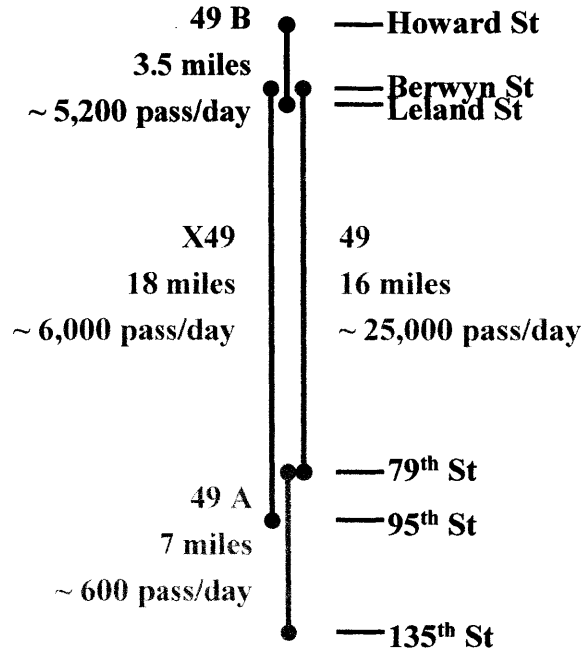 49 B
3.5 miles
~ 5,200 pass/day
Howard St
Berwyn St
Leland St
X49
18 miles
~ 6,000 pass/day
49
16 miles
~ 25,000 pass/day
79th St
49 A
7 miles
~ 600 pass/day
95th St
135th St